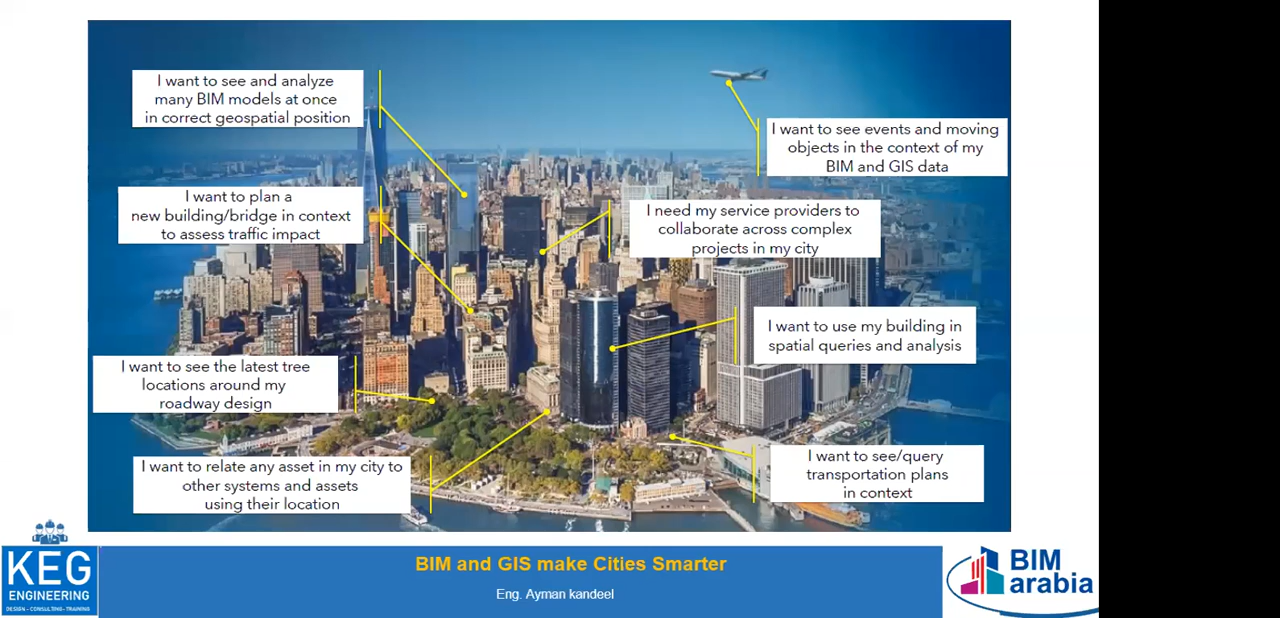 I want to see and analyze
many BIM models at once
in correct geospatial position
I want to see events and moving
objects in the context of my
BIM and GIS data
I want to plan a
new building/bridge in context
to assess traffic impact
I need my service providers to
collaborate across complex
projects in my city
I want to use my building in
spatial queries and analysis
I want to see the latest tree
locations around my
roadway design
I want to relate any asset in my city to
other systems and assets
using their location
I want to see/query
transportation plans
in context
KEG
ENGINEERING
DESIGN - CONSULTING - TRAINING
BIM and GIS make Cities Smarter
Eng. Ayman kandeel
BIM
arabia